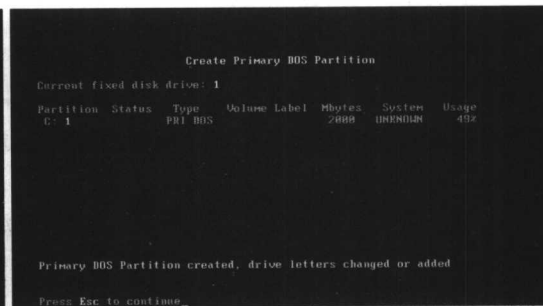 Create Primary DOS Partition
Current fixed disk drive: 1
Partition Status Type Volume Label Mbytes System Usage
C: 1 PRI DOS 2000 UNKNOWN 49%
Primary DOS Partition created, drive letters changed or added
Press Esc to continue_